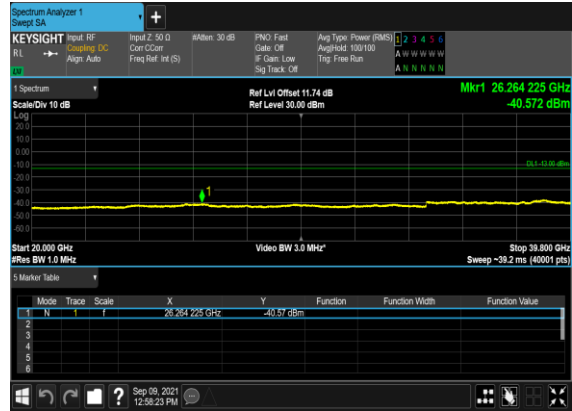 Spectrum Analyzer 1
Swept SA
+
KEYSIGHT Input: RF Input Z: 50 Ω #Atten: 30 dB PNO: Fast Avg Type: Power (RMS) 1 2 3 4 5 6
RL Coupling: DC Corr CCorr Gate: Off Avg|Hold: 100/100 A W W W W W
Align: Auto Freq Ref: Int (S) IF Gain: Low Trig: Free Run
Sig Track: Off A N N N N N
1 Spectrum Ref Lvl Offset 11.74 dB Mkr1 26.264 225 GHz
Scale/Div 10 dB Ref Level 30.00 dBm -40.572 dBm
Log
20.0
10.0
0.00
-10.0 DL1 -13.00 dBm
-20.0
-30.0 1
-40.0
-50.0
-60.0
Start 20.000 GHz Video BW 3.0 MHz* Stop 39.800 GHz
#Res BW 1.0 MHz Sweep ~39.2 ms (40001 pts)
5 Marker Table
Mode Trace Scale X Y Function Function Width Function Value
1 N 1 f 26.264 225 GHz -40.57 dBm
2
3
4
5
6
? Sep 09, 2021
12:58:23 PM